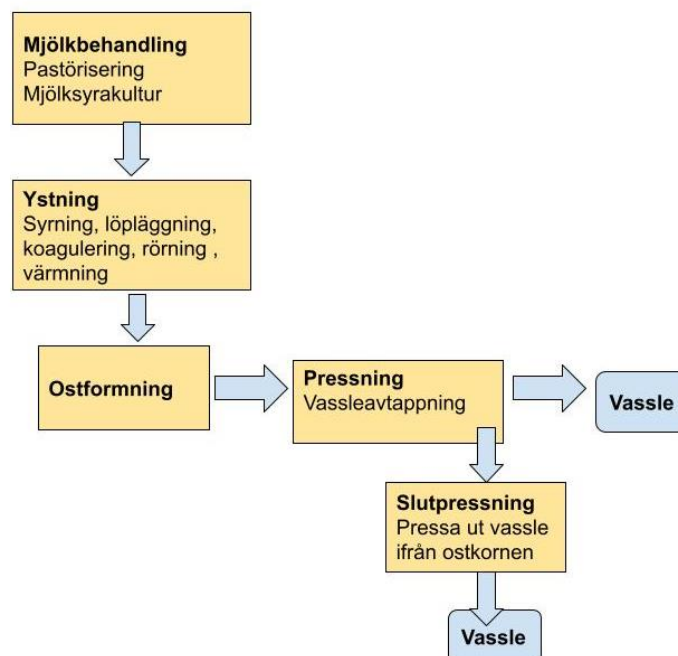 Mjölkbehandling
Pastörisering
Mjölksyrakultur
Ystning
Syrning, löpläggning,
koagulering, rörning ,
värmning
Ostformning
Pressning
Vassleavtappning
Vassle
Slutpressning
Pressa ut vassle
ifrån ostkornen
Vassle